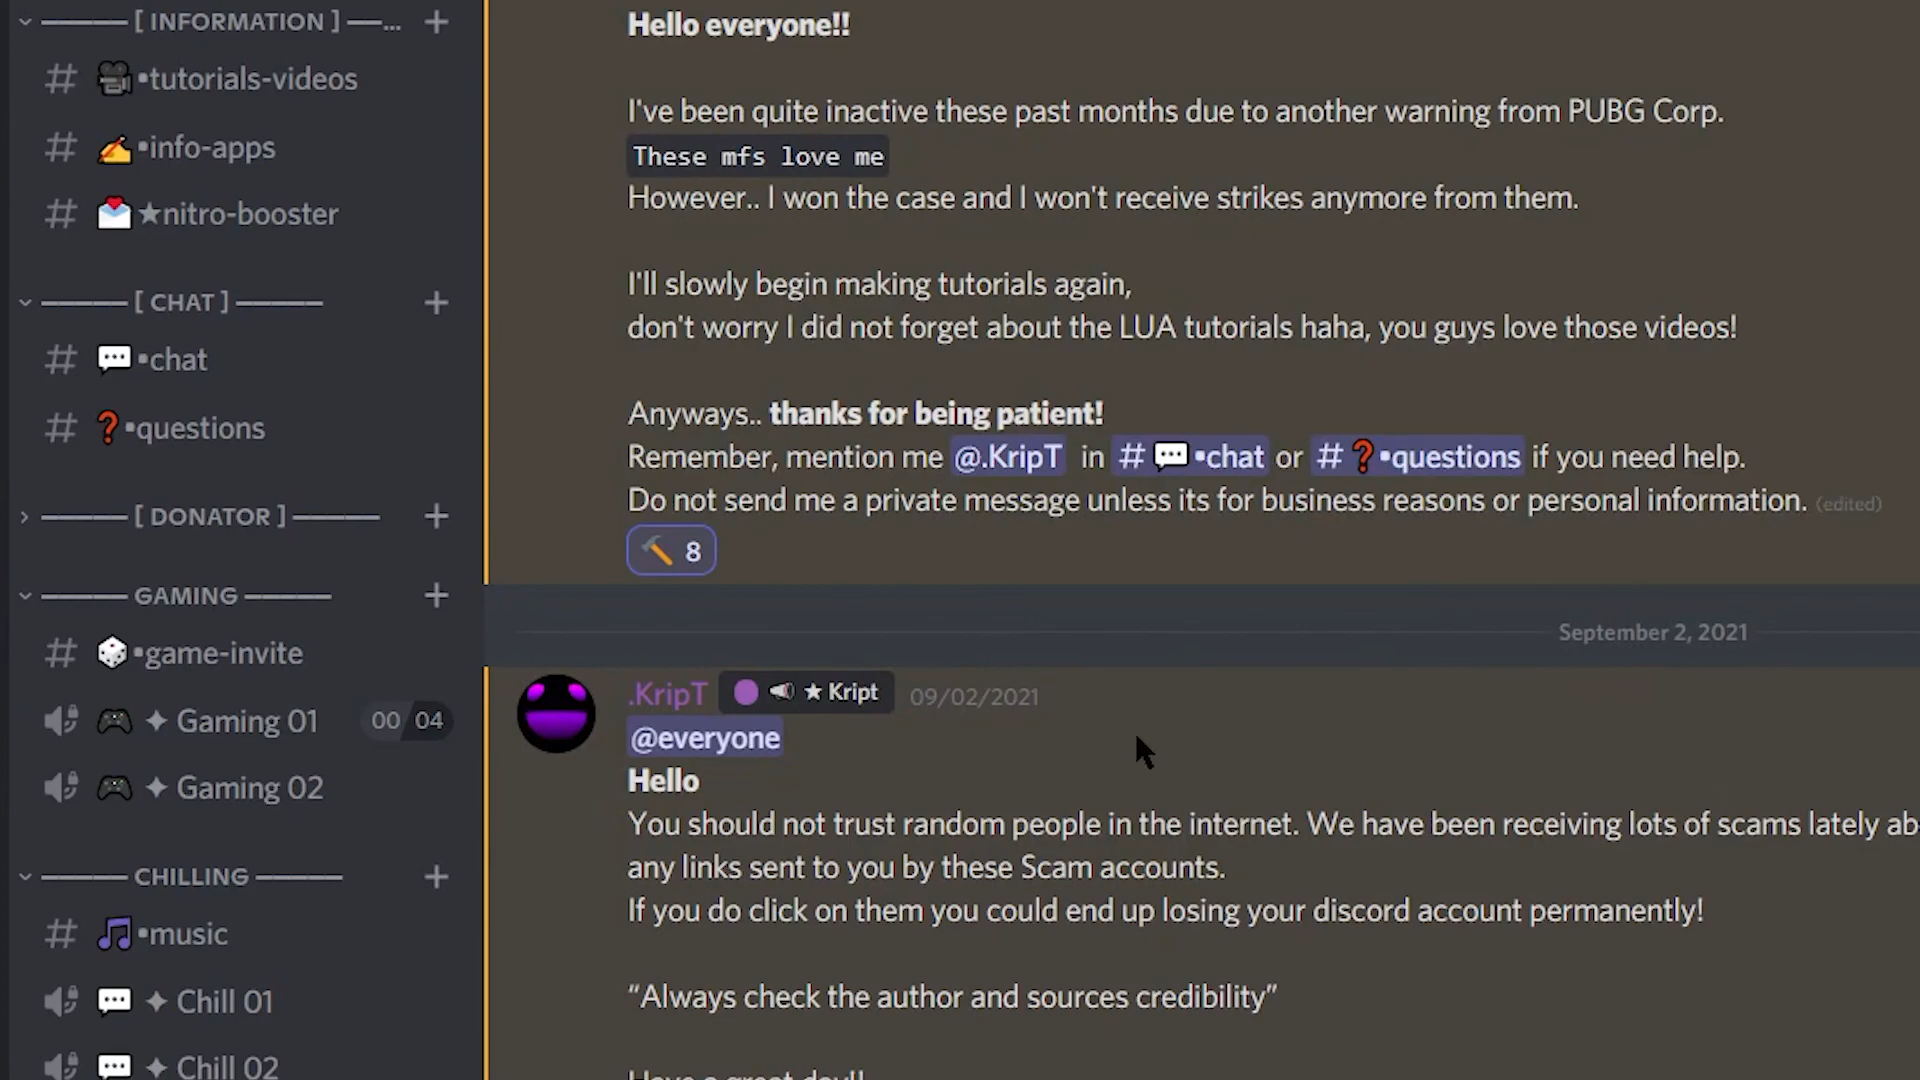 [ INFORMATION ]
•tutorials-videos
•info-apps
★nitro-booster
[ CHAT ]
•chat
•questions
[ DONATOR ]
GAMING
•game-invite
✦ Gaming 01 00 04
✦ Gaming 02
CHILLING
•music
✦ Chill 01
✦ Chill 02
Hello everyone!!
I've been quite inactive these past months due to another warning from PUBG Corp.
These mfs love me
However.. I won the case and I won't receive strikes anymore from them.
I'll slowly begin making tutorials again,
don't worry I did not forget about the LUA tutorials haha, you guys love those videos!
Anyways.. thanks for being patient!
Remember, mention me @.KripT in # 💬•chat or # ❓•questions if you need help.
Do not send me a private message unless its for business reasons or personal information. (edited)
8
September 2, 2021
.KripT ★ Kript 09/02/2021
@everyone
Hello
You should not trust random people in the internet. We have been receiving lots of scams lately ab
any links sent to you by these Scam accounts.
If you do click on them you could end up losing your discord account permanently!
“Always check the author and sources credibility”
Have a great day!!